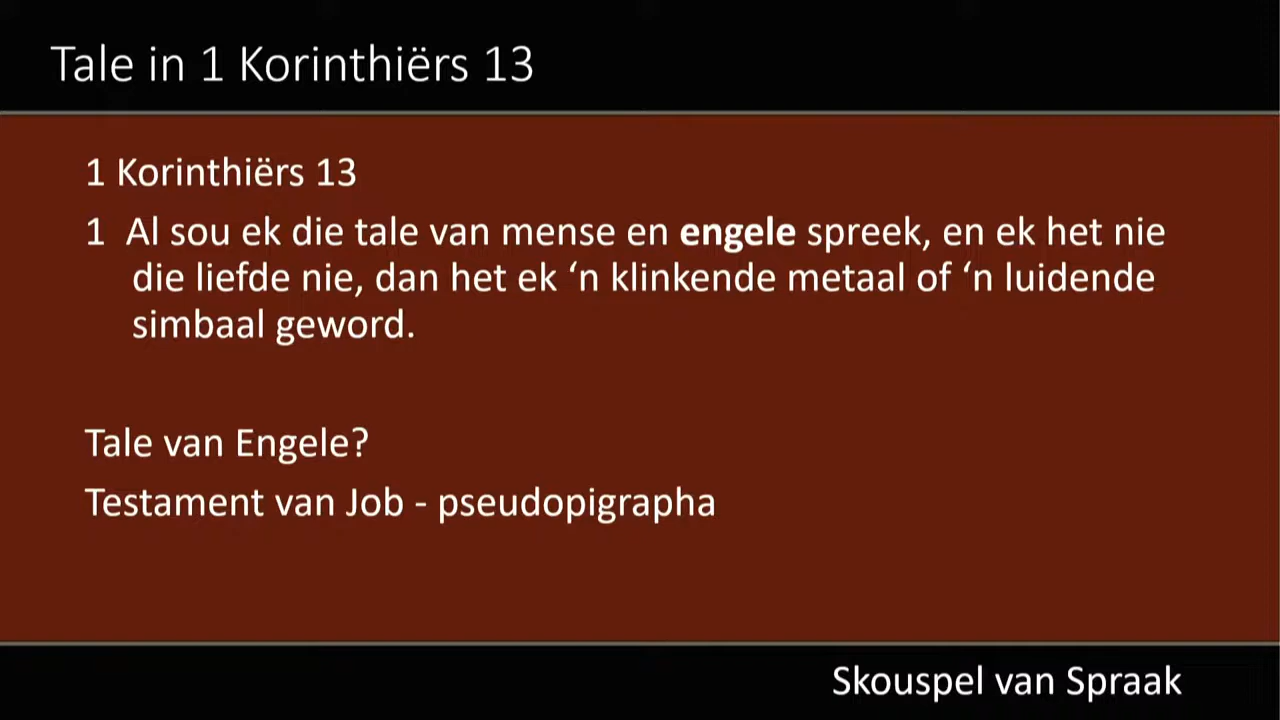 Tale in 1 Korinthiërs 13
1 Korinthiërs 13
1 Al sou ek die tale van mense en engele spreek, en ek het nie
die liefde nie, dan het ek ‘n klinkende metaal of ‘n luidende
simbaal geword.
Tale van Engele?
Testament van Job - pseudopigrapha
Skouspel van Spraak